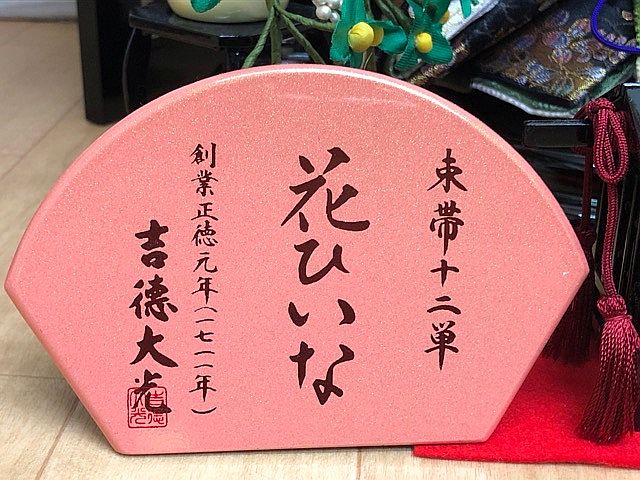 束帯十二単
花ひいな
創業正徳元年(一七一一年)
吉德大光